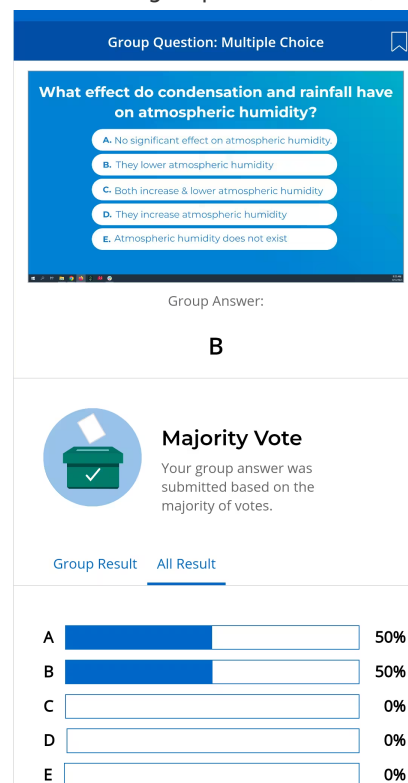 Group Question: Multiple Choice
What effect do condensation and rainfall have
on atmospheric humidity?
A. No significant effect on atmospheric humidity.
B. They lower atmospheric humidity
C. Both increase & lower atmospheric humidity
D. They increase atmospheric humidity
E. Atmospheric humidity does not exist
Group Answer:
B
Majority Vote
Your group answer was
submitted based on the
majority of votes.
Group Result All Result
A 50%
B 50%
C 0%
D 0%
E 0%